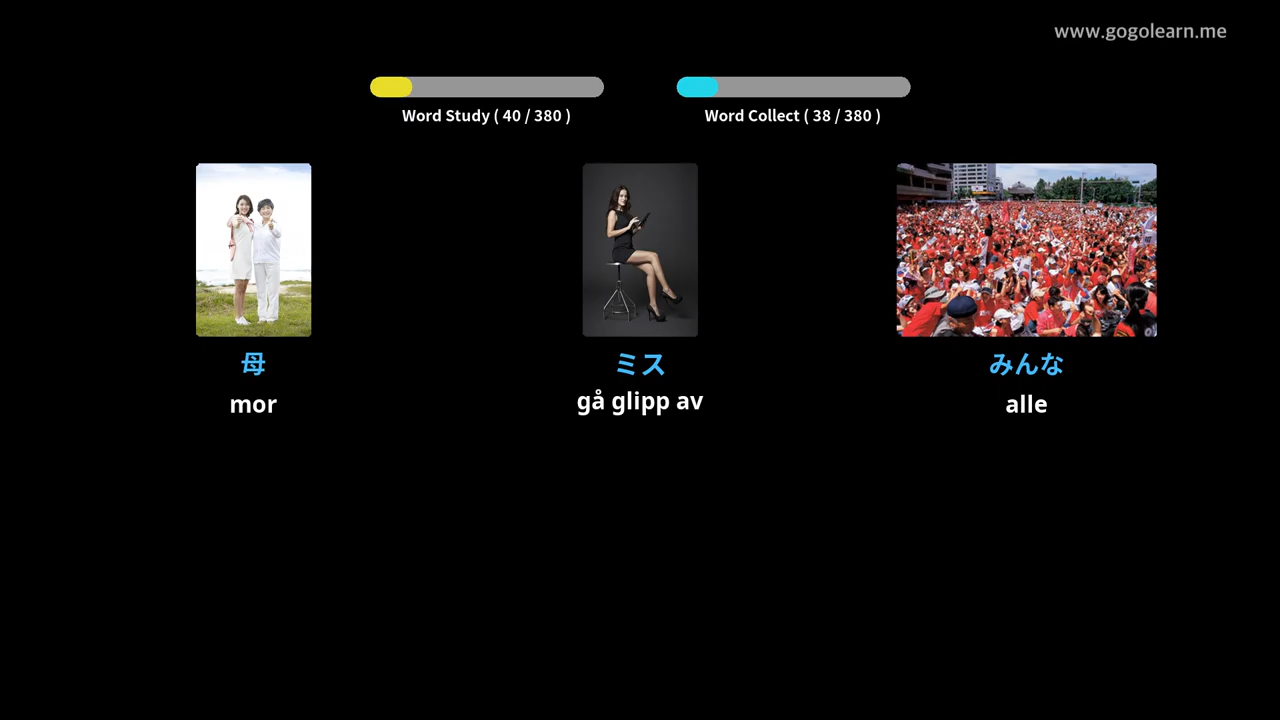 www.gogolearn.me
Word Study ( 40 / 380 )
Word Collect ( 38 / 380 )
母
ミス
みんな
mor
gå glipp av
alle